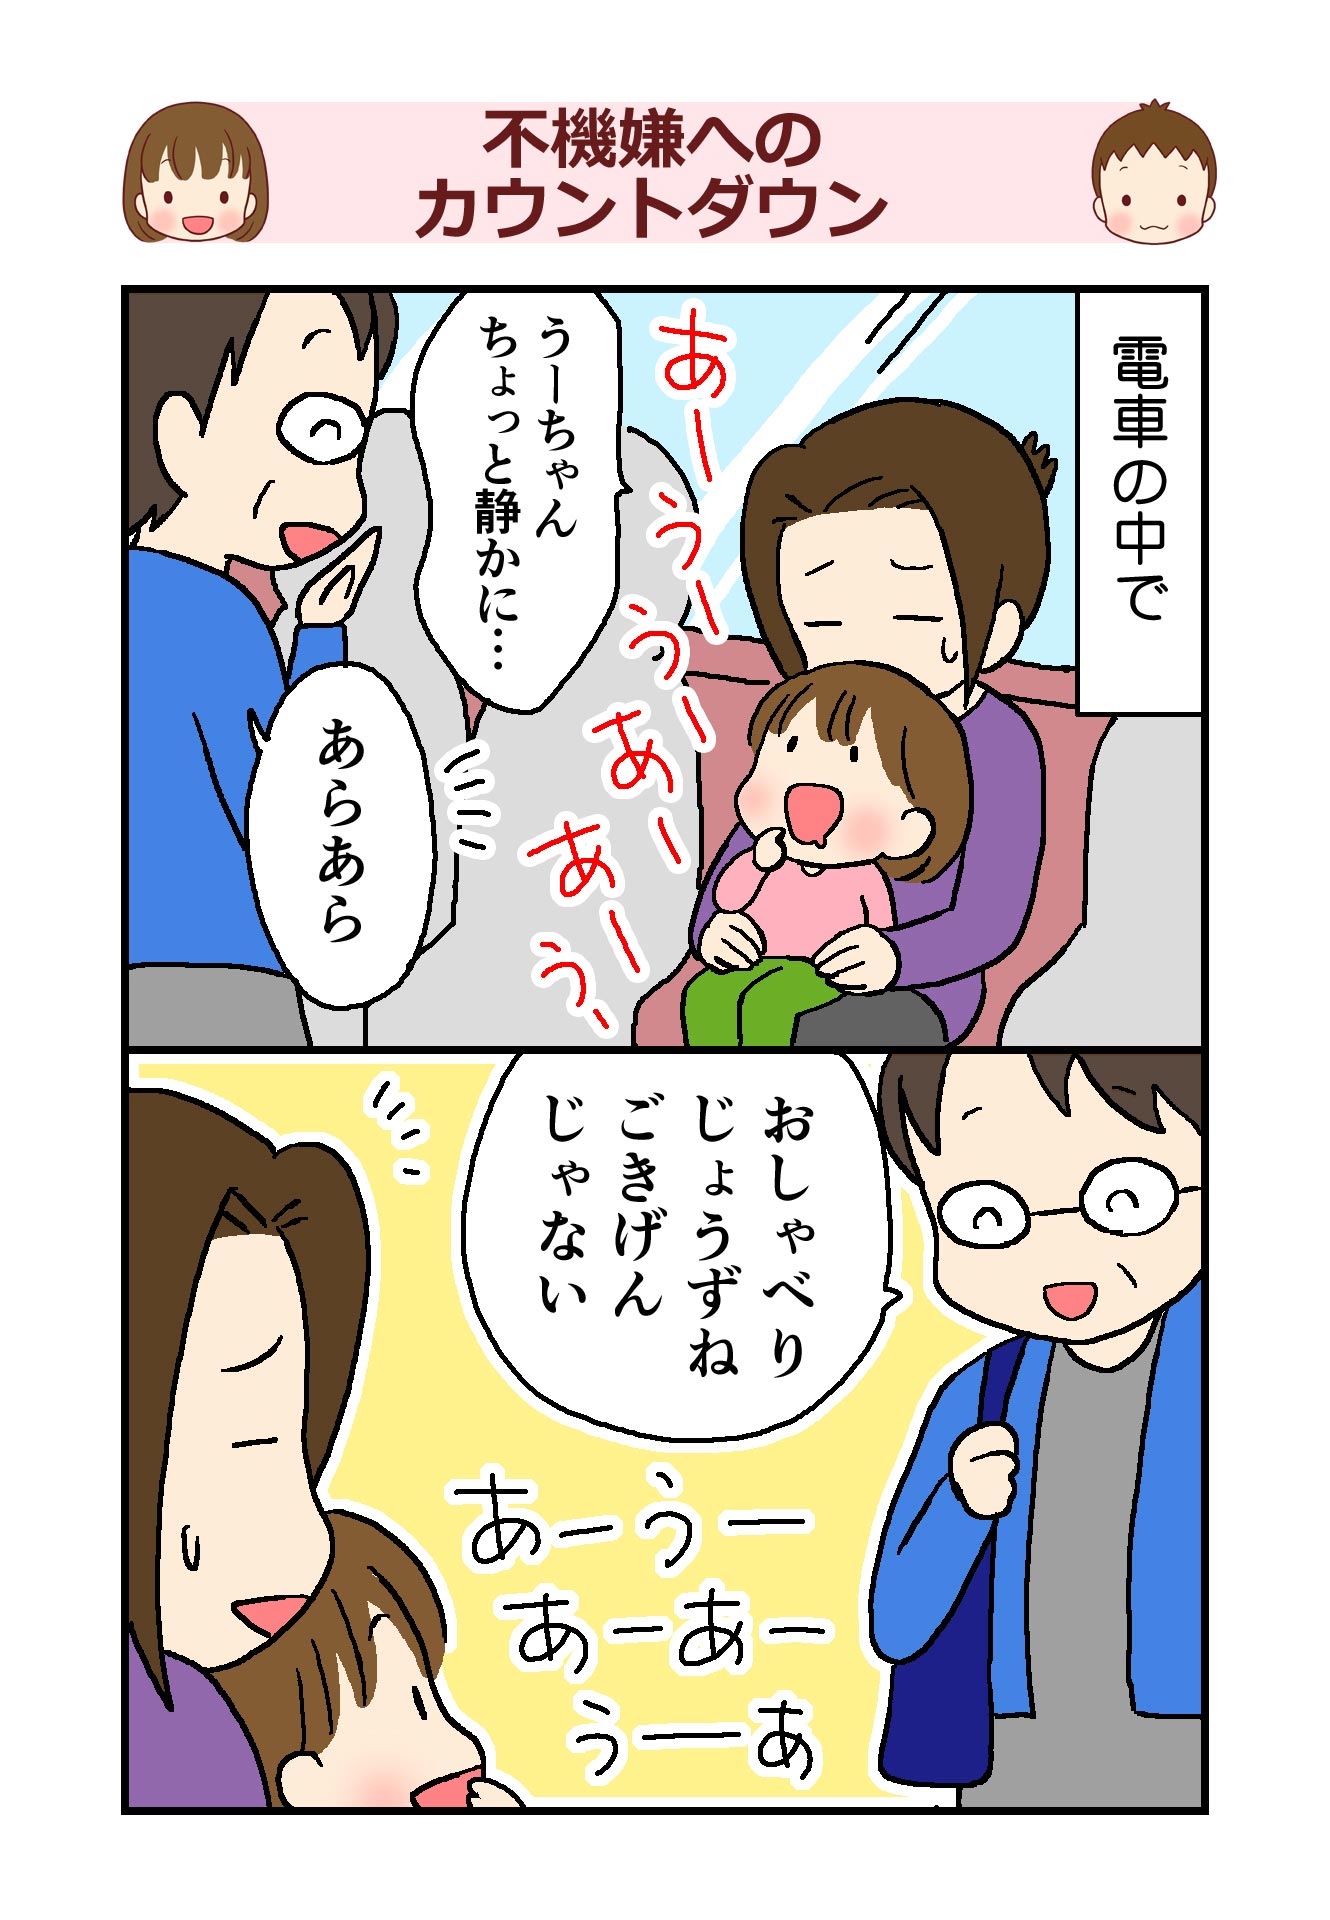 不機嫌への
カウントダウン
電車の中で
あーうーうーあーあーう、
うーちゃん
ちょっと静かに…
あらあら
おしゃべり
じょうずね
ごきげん
じゃない
あーうー
あーあー
うーあ